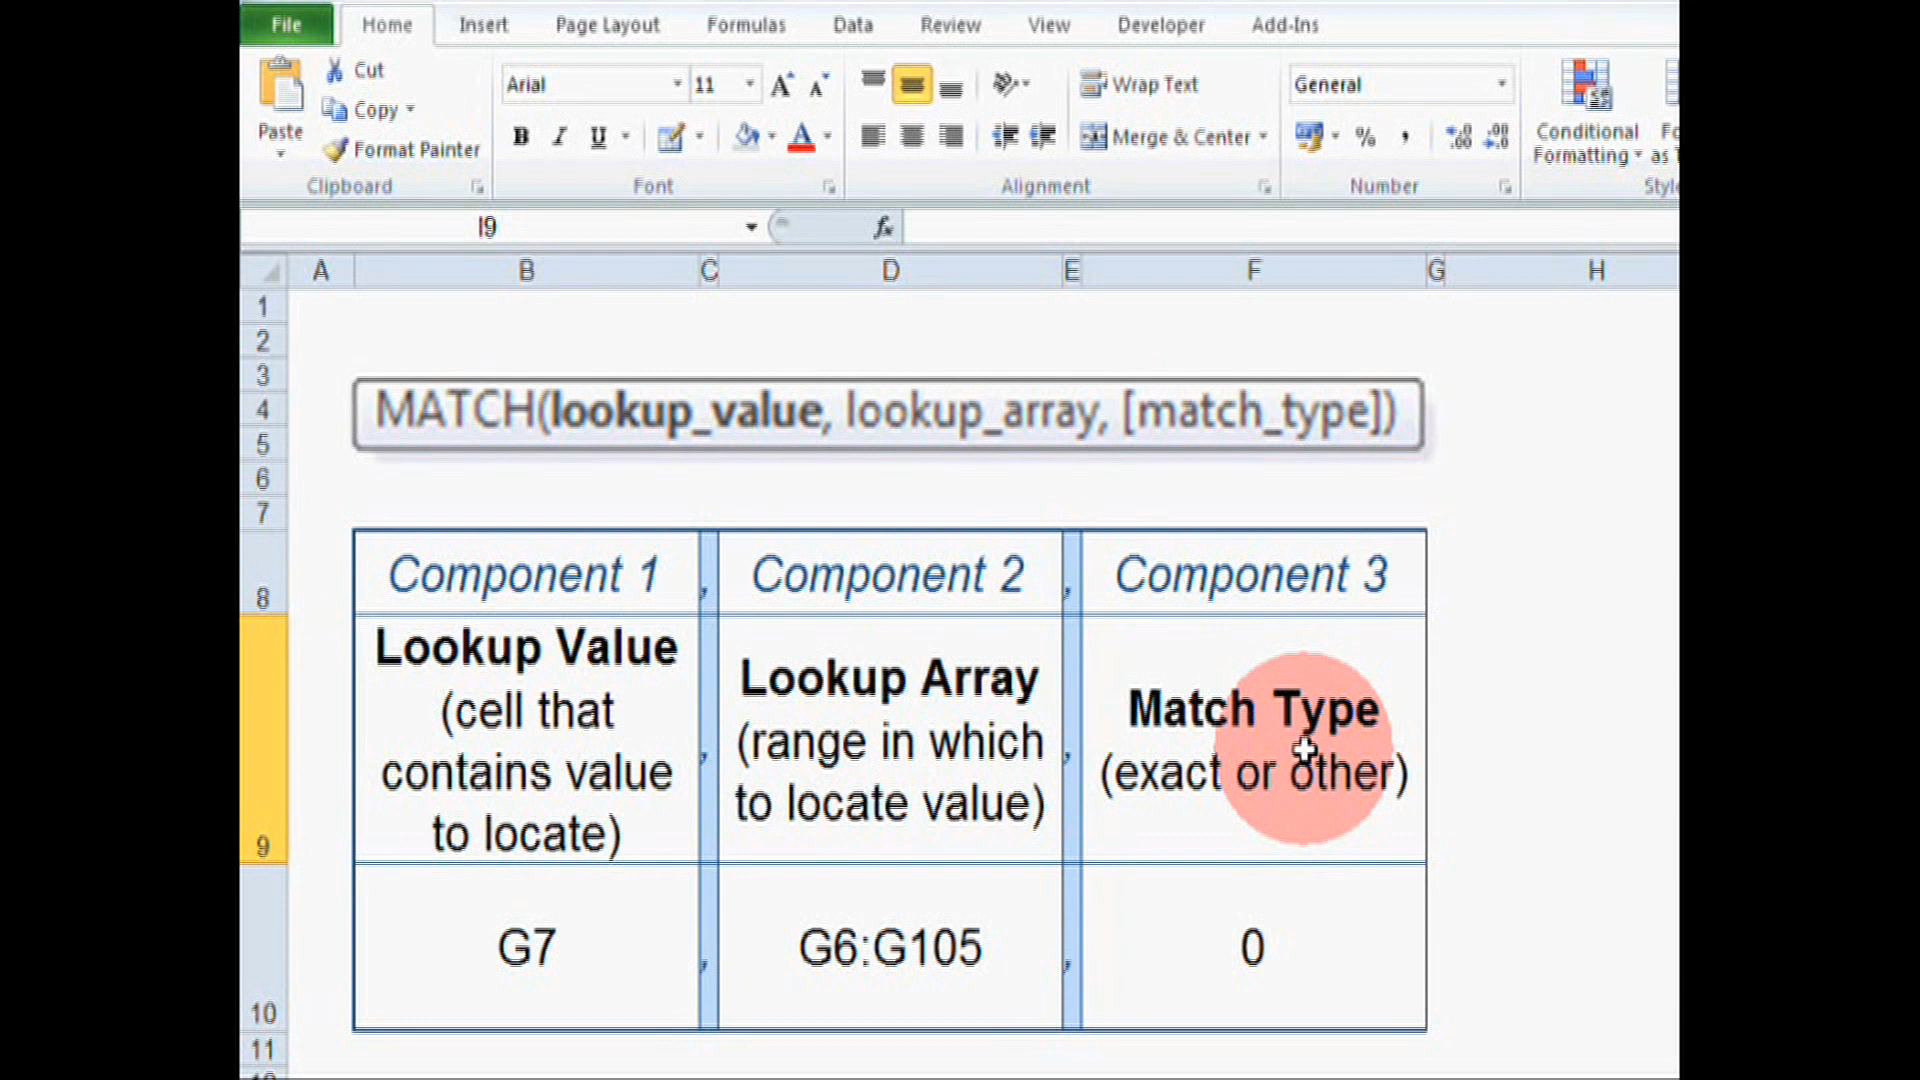 File Home Insert Page Layout Formulas Data Review View Developer Add-Ins
Cut
Copy
Format Painter
Paste
Clipboard
Arial 11
B I U A
Font
Wrap Text
Merge & Center
Alignment
General
% ,
Number
Conditional
Formatting as
I9 fx
A B C D E F G H
1
2
3
4
5
6
7
8
9
10
11
MATCH(lookup_value, lookup_array, [match_type])
Component 1 , Component 2 , Component 3
Lookup Value
(cell that
contains value
to locate)
,
Lookup Array
(range in which
to locate value)
,
Match Type
(exact or other)
G7 , G6:G105 , 0